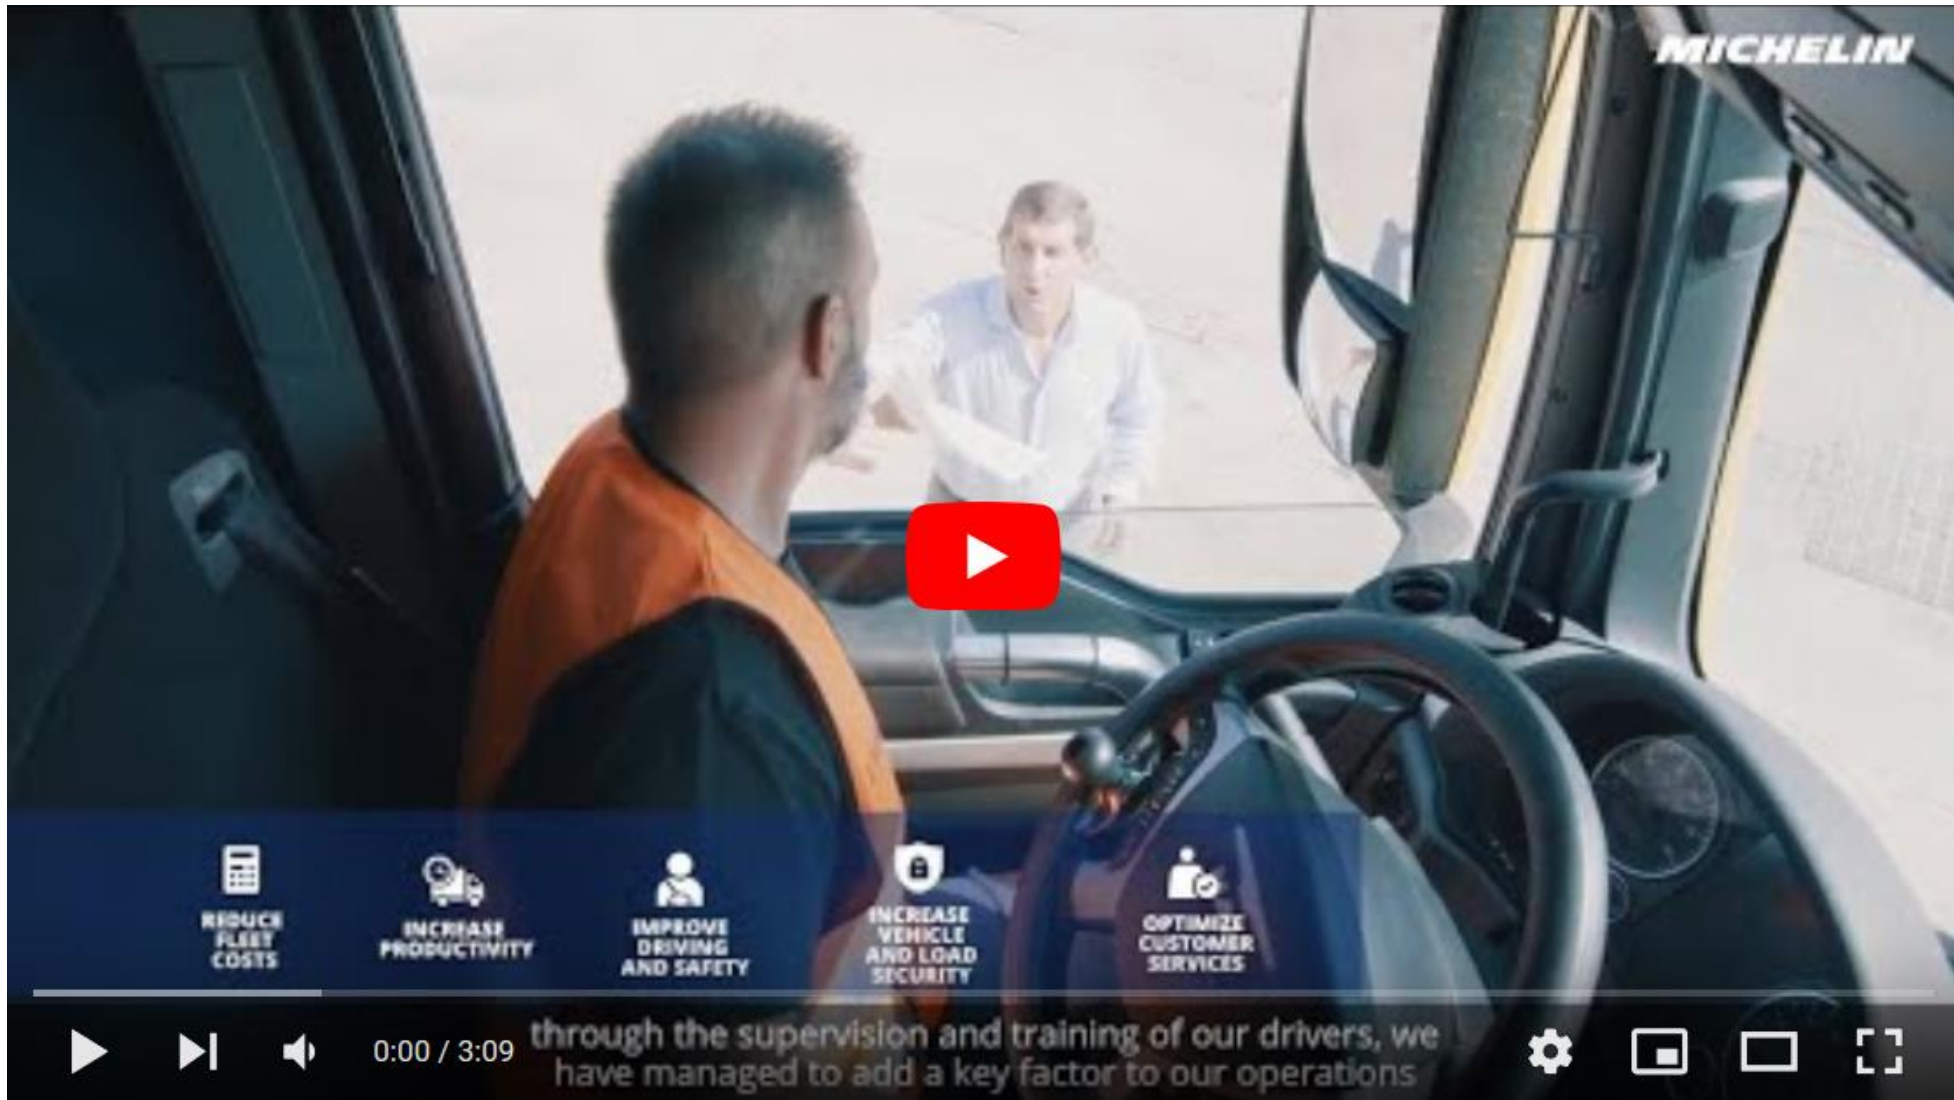 MICHELIN
REDUCE
FLEET
COSTS
INCREASE
PRODUCTIVITY
IMPROVE
DRIVING
AND SAFETY
INCREASE
VEHICLE
AND LOAD
SECURITY
OPTIMIZE
CUSTOMER
SERVICES
0:00 / 3:09
through the supervision and training of our drivers, we
have managed to add a key factor to our operations